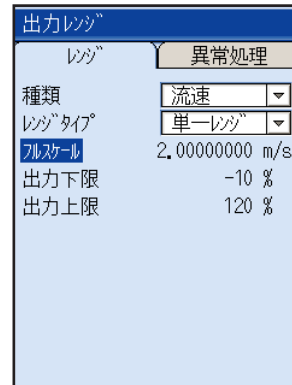 出力ﾚﾝｼﾞ
ﾚﾝｼﾞ 異常処理
種類 流速
ﾚﾝｼﾞﾀｲﾌﾟ 単一ﾚﾝｼﾞ
ﾌﾙｽｹｰﾙ 2.00000000 m/s
出力下限 -10 %
出力上限 120 %